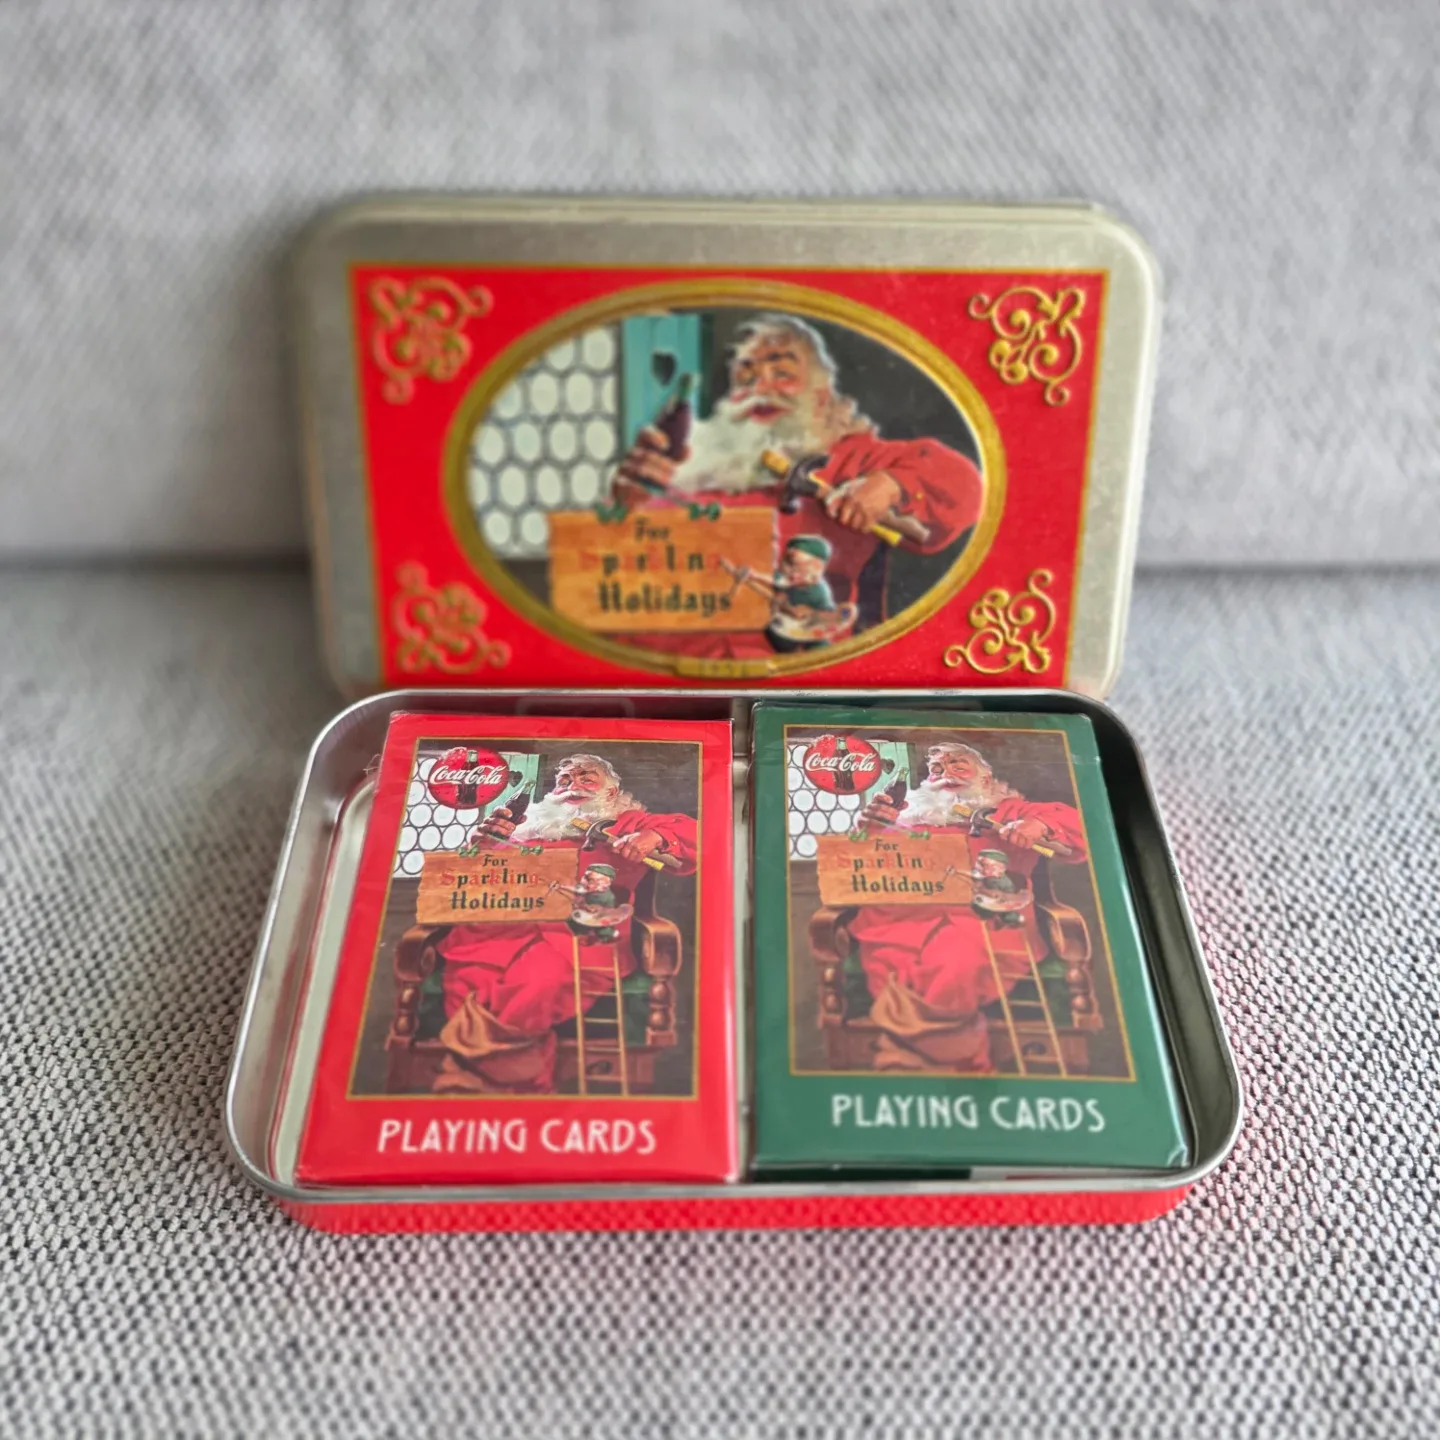 For
Sparkling
Holidays
Coca-Cola
For
Sparkling
Holidays
PLAYING CARDS
Coca-Cola
For
Sparkling
Holidays
PLAYING CARDS